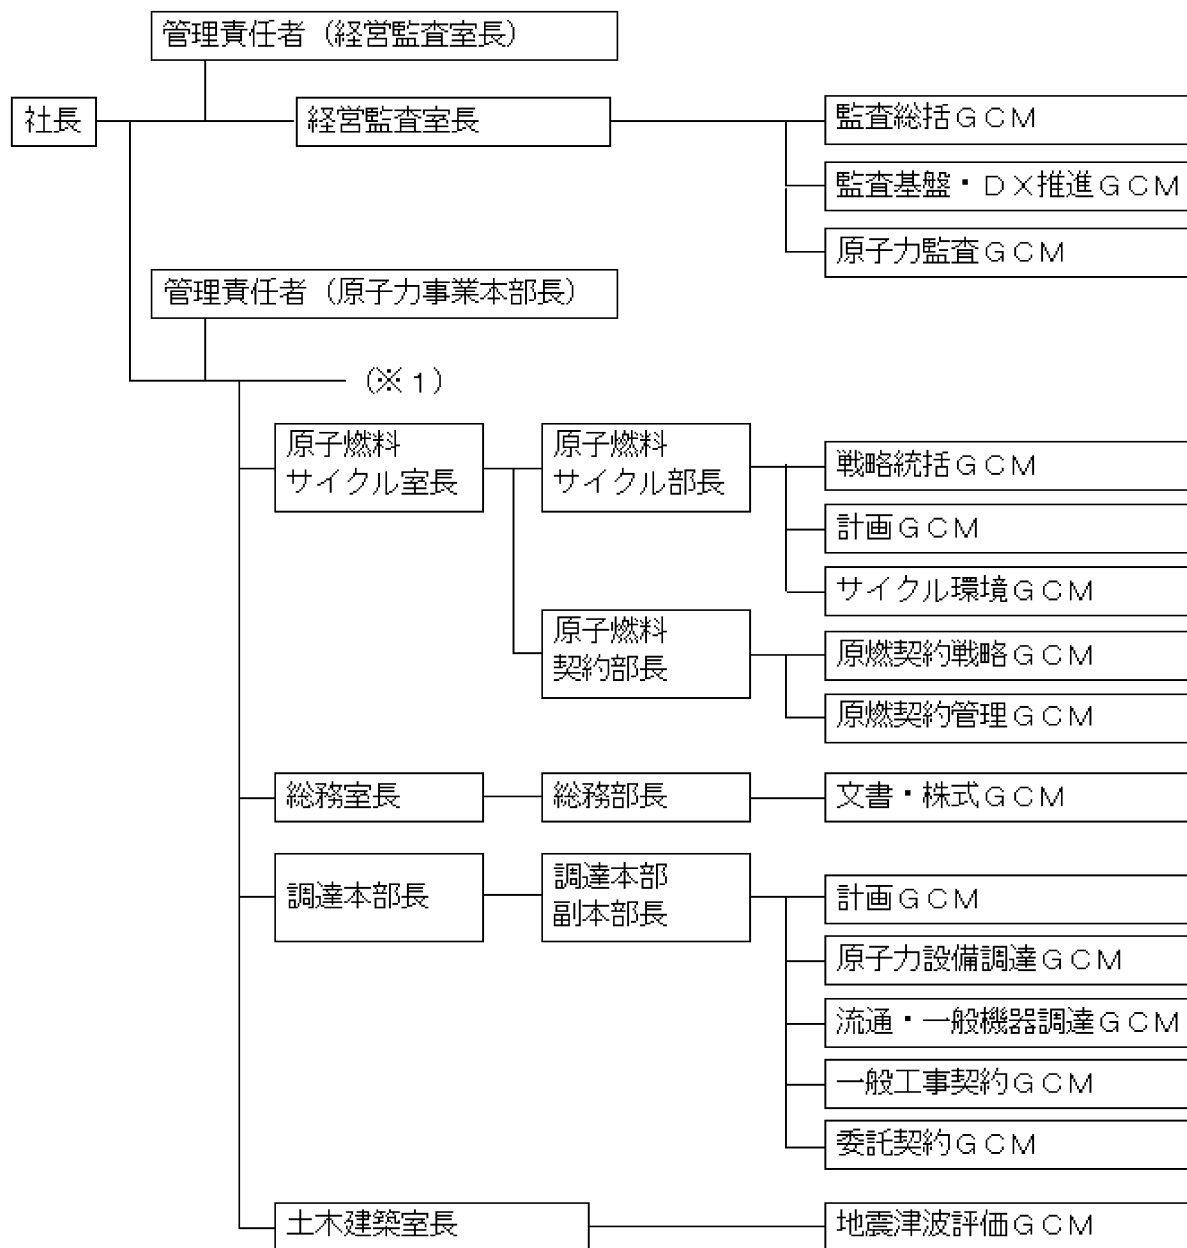 管理責任者（経営監査室長）
社長
経営監査室長
監査総括ＧＣＭ
監査基盤・ＤＸ推進ＧＣＭ
原子力監査ＧＣＭ
管理責任者（原子力事業本部長）
（※１）
原子燃料
サイクル室長
原子燃料
サイクル部長
戦略統括ＧＣＭ
計画ＧＣＭ
サイクル環境ＧＣＭ
原子燃料
契約部長
原燃契約戦略ＧＣＭ
原燃契約管理ＧＣＭ
総務室長
総務部長
文書・株式ＧＣＭ
調達本部長
調達本部
副本部長
計画ＧＣＭ
原子力設備調達ＧＣＭ
流通・一般機器調達ＧＣＭ
一般工事契約ＧＣＭ
委託契約ＧＣＭ
土木建築室長
地震津波評価ＧＣＭ